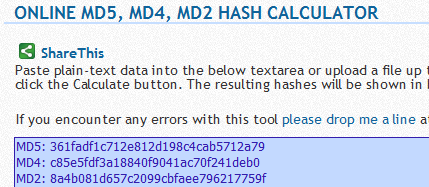 ONLINE MD5, MD4, MD2 HASH CALCULATOR
ShareThis
Paste plain-text data into the below textarea or upload a file up
click the Calculate button. The resulting hashes will be shown in
If you encounter any errors with this tool please drop me a line
MD5: 361fadf1c712e812d198c4cab5712a79
MD4: c85e5fdf3a18840f9041ac70f241deb0
MD2: 8a4b081d657c2099cbfaee796217759f